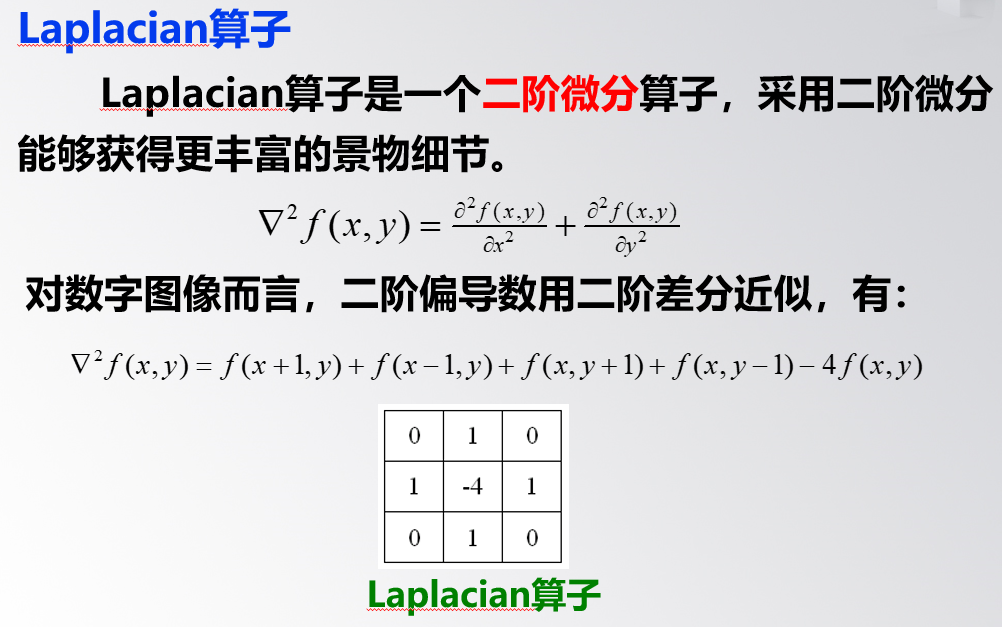 Laplacian算子
Laplacian算子是一个二阶微分算子，采用二阶微分
能够获得更丰富的景物细节。
∇²f(x,y) = ∂²f(x,y)/∂x² + ∂²f(x,y)/∂y²
对数字图像而言，二阶偏导数用二阶差分近似，有：
∇²f(x,y) = f(x+1,y) + f(x−1,y) + f(x,y+1) + f(x,y−1) − 4f(x,y)
0 1 0
1 -4 1
0 1 0
Laplacian算子